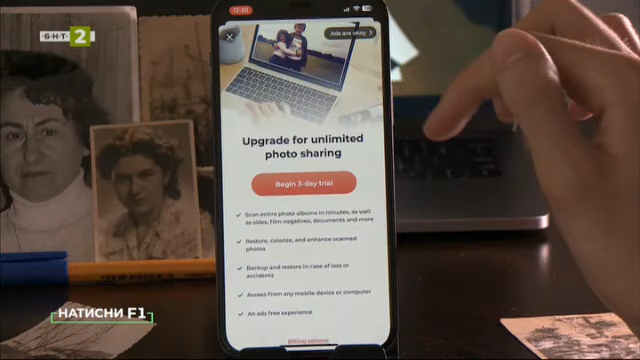 БНТ 2
12:20
Ads are okay
Upgrade for unlimited
photo sharing
Begin 3-day trial
Scan entire photo albums in minutes, as well
as sides, film negatives, documents and more
Restore, colorize, and enhance scanned
photos
Backup and restore in case of loss or
accidents
Access from any mobile device or computer
An ads free experience
Billing options
НАТИСНИ F1